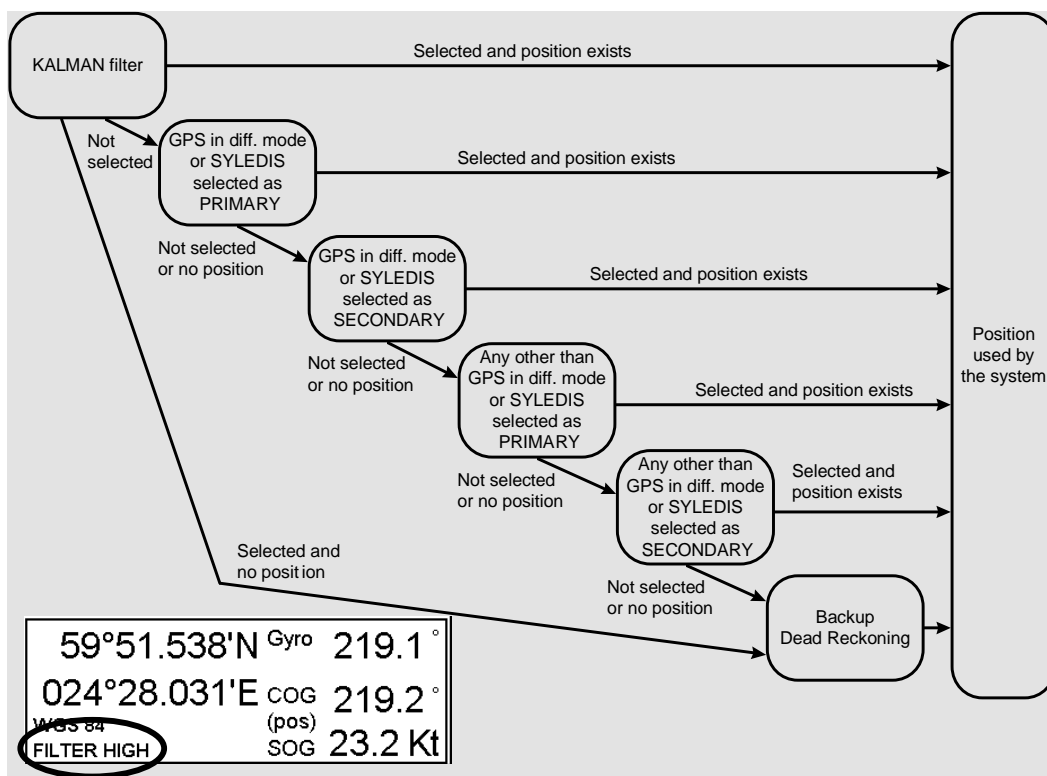 KALMAN filter
Selected and position exists
Not
selected
GPS in diff. mode
or SYLEDIS
selected as
PRIMARY
Selected and position exists
Not selected
or no position
GPS in diff. mode
or SYLEDIS
selected as
SECONDARY
Selected and position exists
Not selected
or no position
Any other than
GPS in diff. mode
or SYLEDIS
selected as
PRIMARY
Selected and position exists
Not selected
or no position
Any other than
GPS in diff. mode
or SYLEDIS
selected as
SECONDARY
Selected and
position exists
Selected and
no position
Not selected
or no position
Backup
Dead Reckoning
Position
used by
the system
59°51.538'N Gyro 219.1 °
024°28.031'E COG 219.2 °
(pos)
WGS 84
FILTER HIGH SOG 23.2 Kt